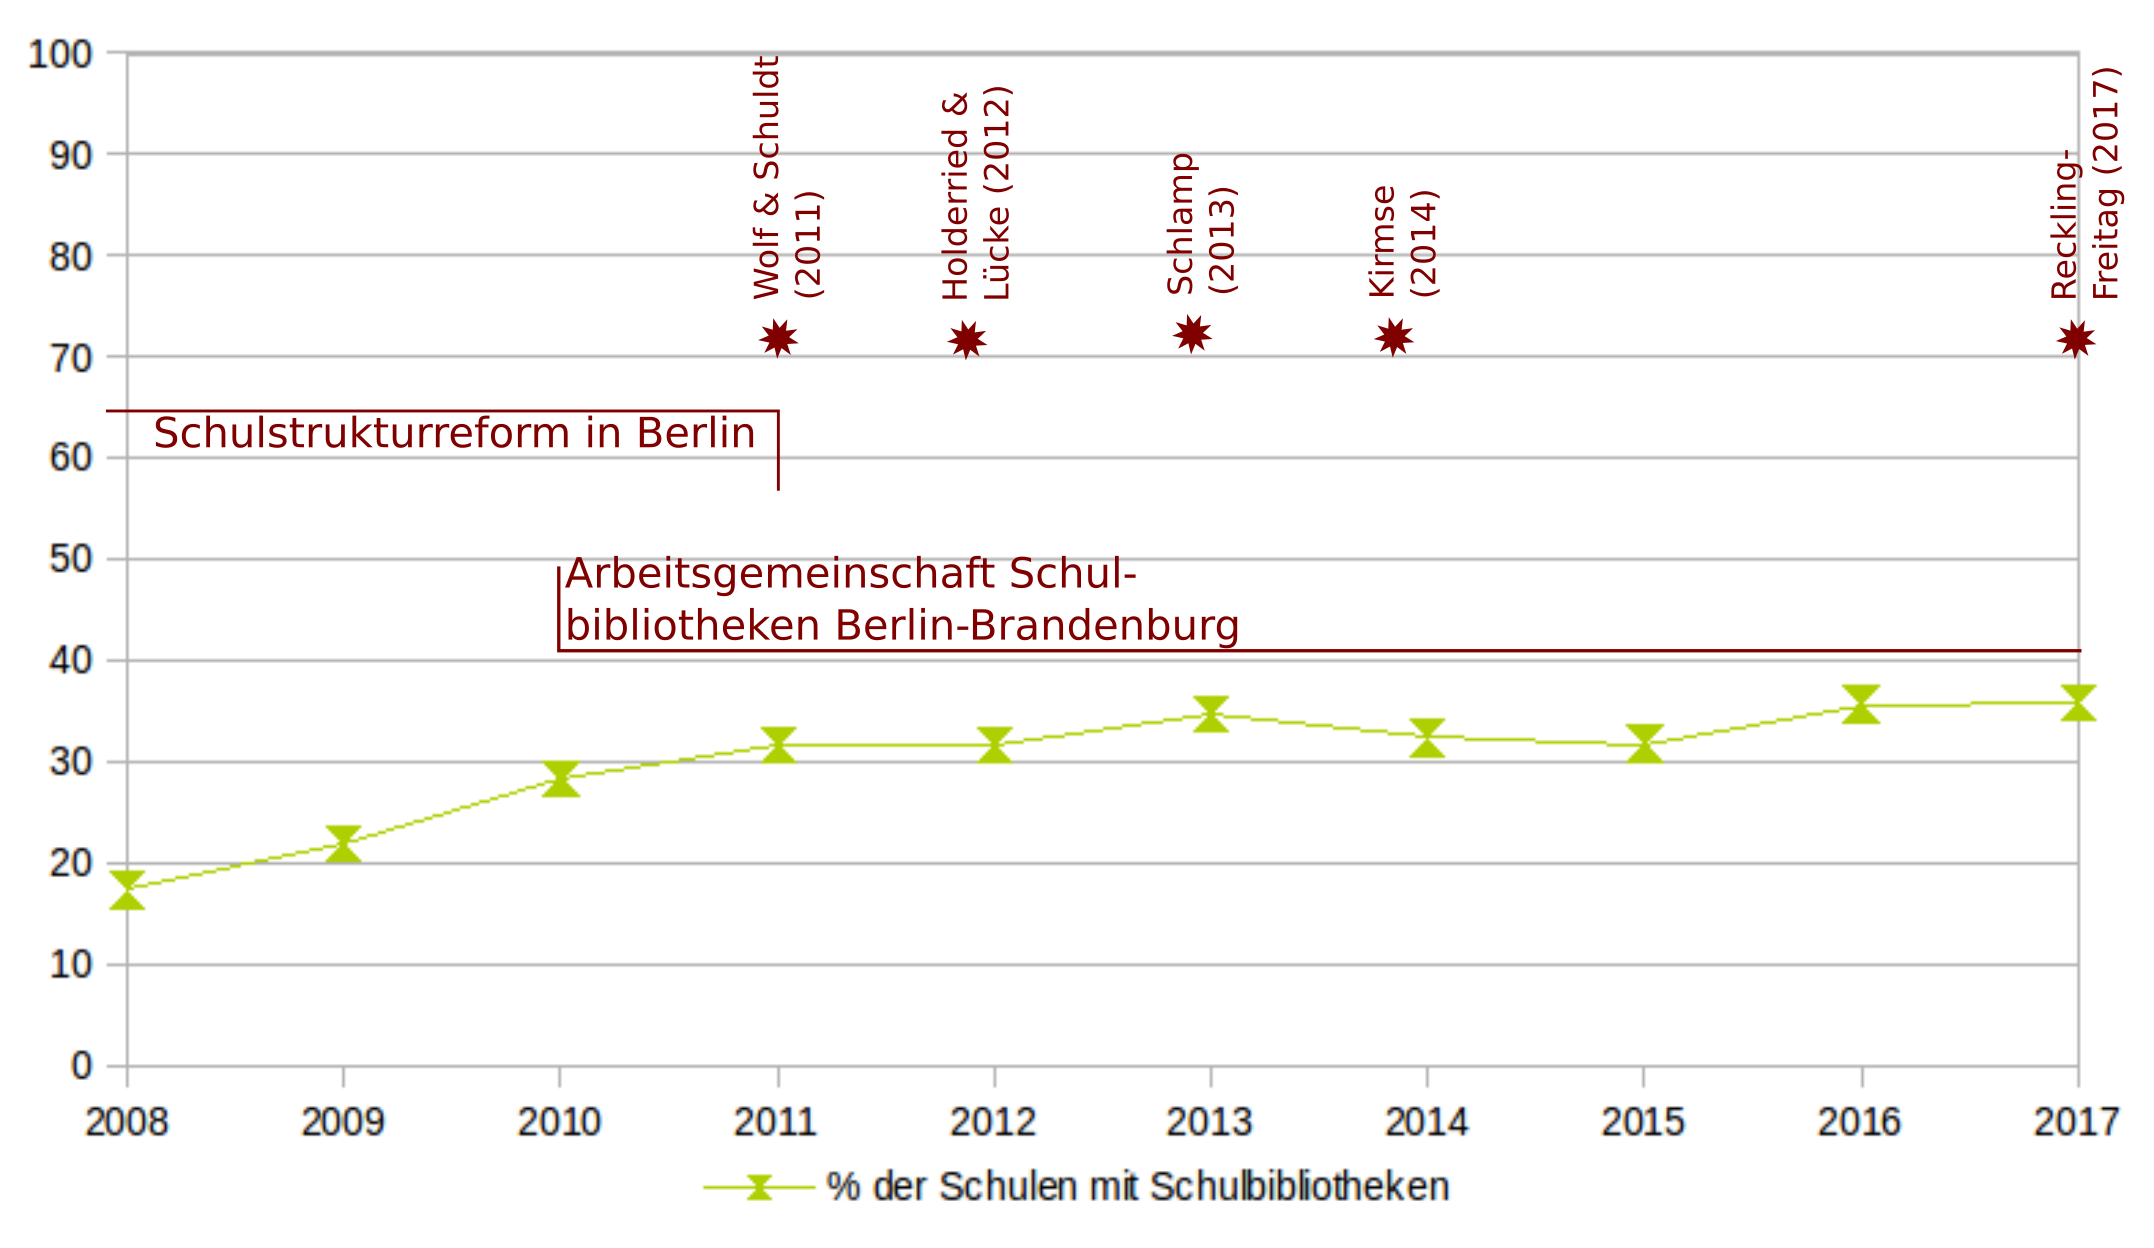 100
90
80
70
60
50
40
30
20
10
0
Wolf & Schuldt
(2011)
Holderried &
Lücke (2012)
Schlamp
(2013)
Kirmse
(2014)
Reckling-
Freitag (2017)
Schulstrukturreform in Berlin
Arbeitsgemeinschaft Schul-
bibliotheken Berlin-Brandenburg
2008 2009 2010 2011 2012 2013 2014 2015 2016 2017
% der Schulen mit Schulbibliotheken